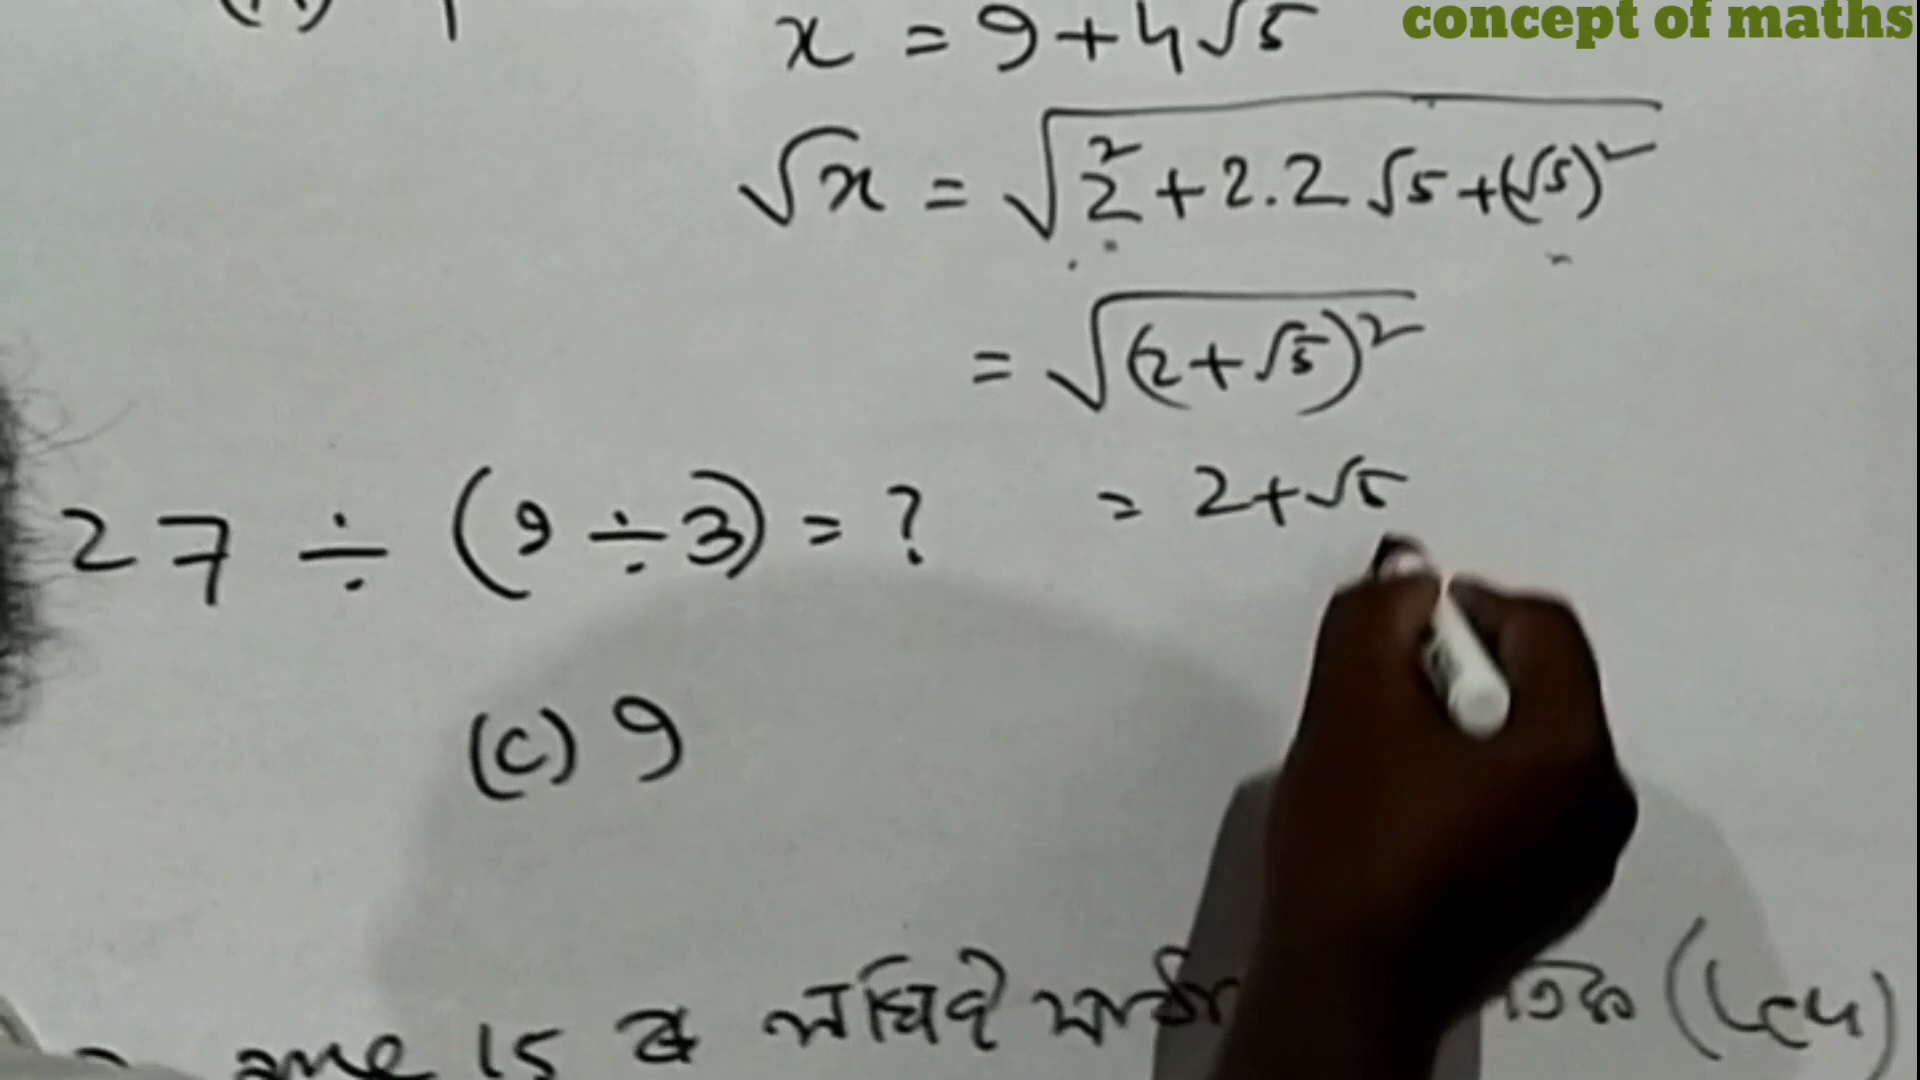 concept of maths
x = 9+4√5
√x = √2² + 2.2√5 + (√5)²
= √(2+√5)²
27 ÷ (9÷3) = ?
= 2+√5
(c) 9
15